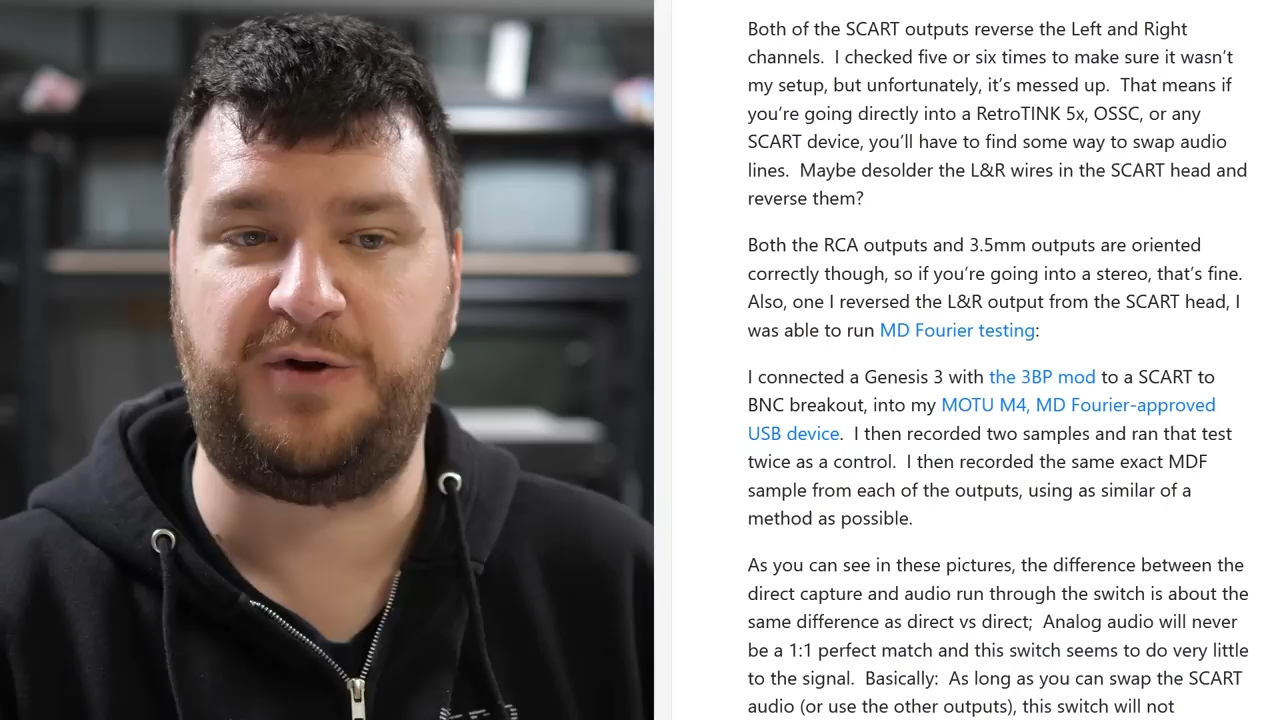 Both of the SCART outputs reverse the Left and Right
channels.  I checked five or six times to make sure it wasn’t
my setup, but unfortunately, it’s messed up.  That means if
you’re going directly into a RetroTINK 5x, OSSC, or any
SCART device, you’ll have to find some way to swap audio
lines.  Maybe desolder the L&R wires in the SCART head and
reverse them?
Both the RCA outputs and 3.5mm outputs are oriented
correctly though, so if you’re going into a stereo, that’s fine.
Also, one I reversed the L&R output from the SCART head, I
was able to run MD Fourier testing:
I connected a Genesis 3 with the 3BP mod to a SCART to
BNC breakout, into my MOTU M4, MD Fourier-approved
USB device.  I then recorded two samples and ran that test
twice as a control.  I then recorded the same exact MDF
sample from each of the outputs, using as similar of a
method as possible.
As you can see in these pictures, the difference between the
direct capture and audio run through the switch is about the
same difference as direct vs direct;  Analog audio will never
be a 1:1 perfect match and this switch seems to do very little
to the signal.  Basically:  As long as you can swap the SCART
audio (or use the other outputs), this switch will not